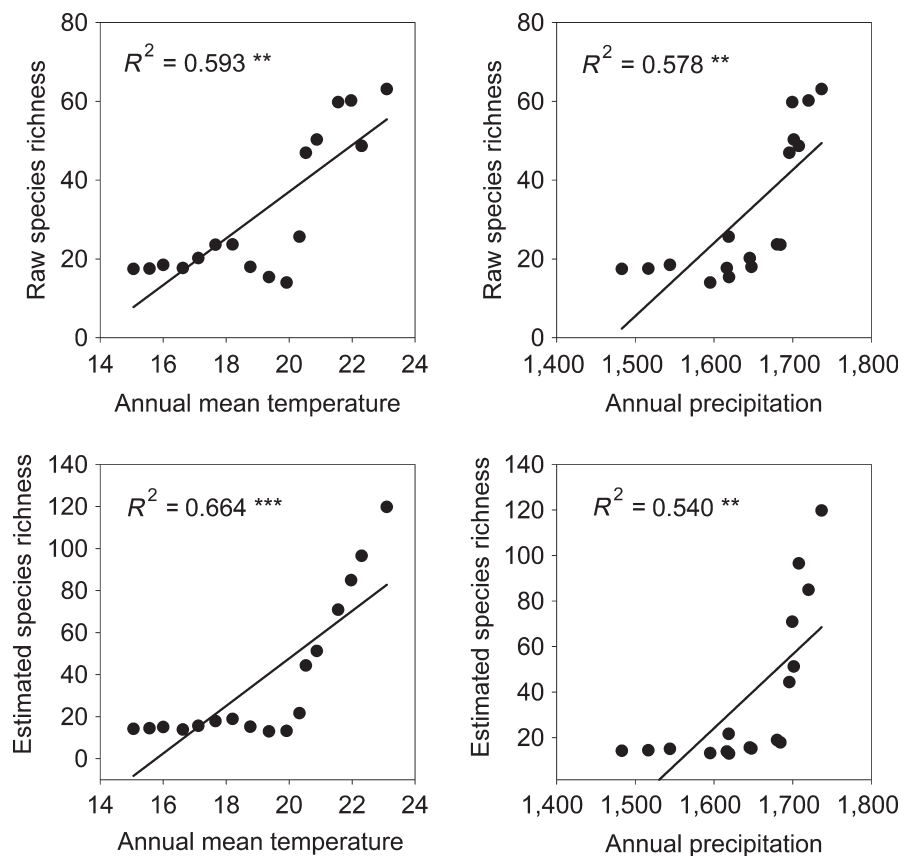 R² = 0.593 **
Raw species richness
80
60
40
20
0
14 16 18 20 22 24
Annual mean temperature
R² = 0.578 **
Raw species richness
80
60
40
20
0
1,400 1,500 1,600 1,700 1,800
Annual precipitation
R² = 0.664 ***
Estimated species richness
140
120
100
80
60
40
20
0
14 16 18 20 22 24
Annual mean temperature
R² = 0.540 **
Estimated species richness
140
120
100
80
60
40
20
1,400 1,500 1,600 1,700 1,800
Annual precipitation